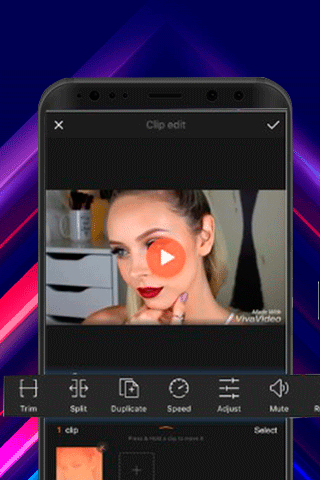 Clip edit
Made With
VivaVideo
Trim Split Duplicate Speed Adjust Mute
1 clip Select
Press & Hold a clip to move it